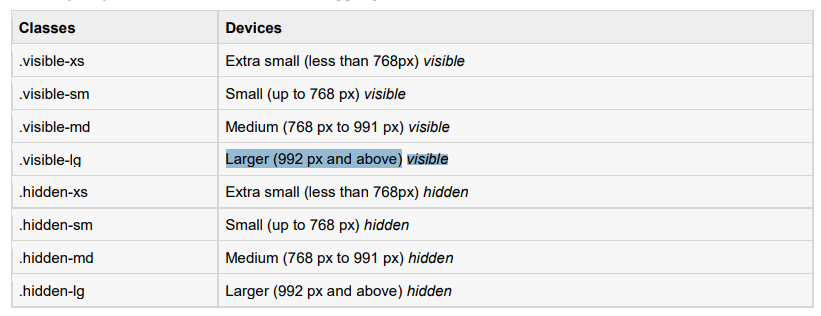 Classes Devices
.visible-xs Extra small (less than 768px) visible
.visible-sm Small (up to 768 px) visible
.visible-md Medium (768 px to 991 px) visible
.visible-lg Larger (992 px and above) visible
.hidden-xs Extra small (less than 768px) hidden
.hidden-sm Small (up to 768 px) hidden
.hidden-md Medium (768 px to 991 px) hidden
.hidden-lg Larger (992 px and above) hidden